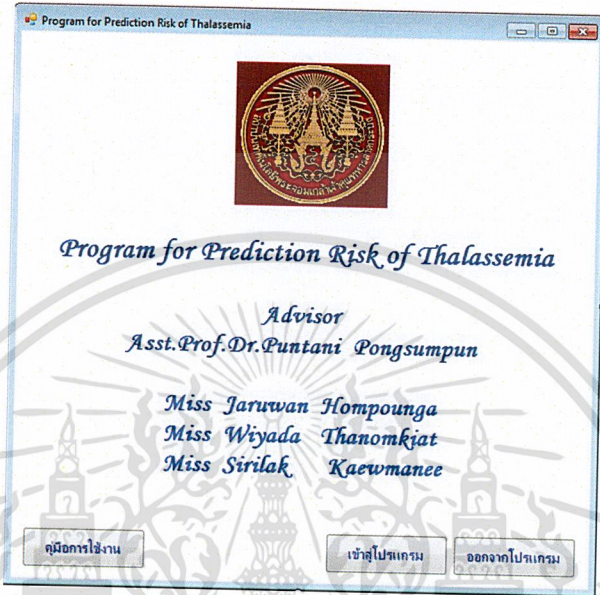 Program for Prediction Risk of Thalassemia
Program for Prediction Risk of Thalassemia
Advisor
Asst.Prof.Dr.Puntani Pongsumpun
Miss Jaruwan Hompounga
Miss Wiyada Thanomkiat
Miss Sirilak Kaewmanee
คู่มือการใช้งาน
เข้าสู่โปรแกรม
ออกจากโปรแกรม